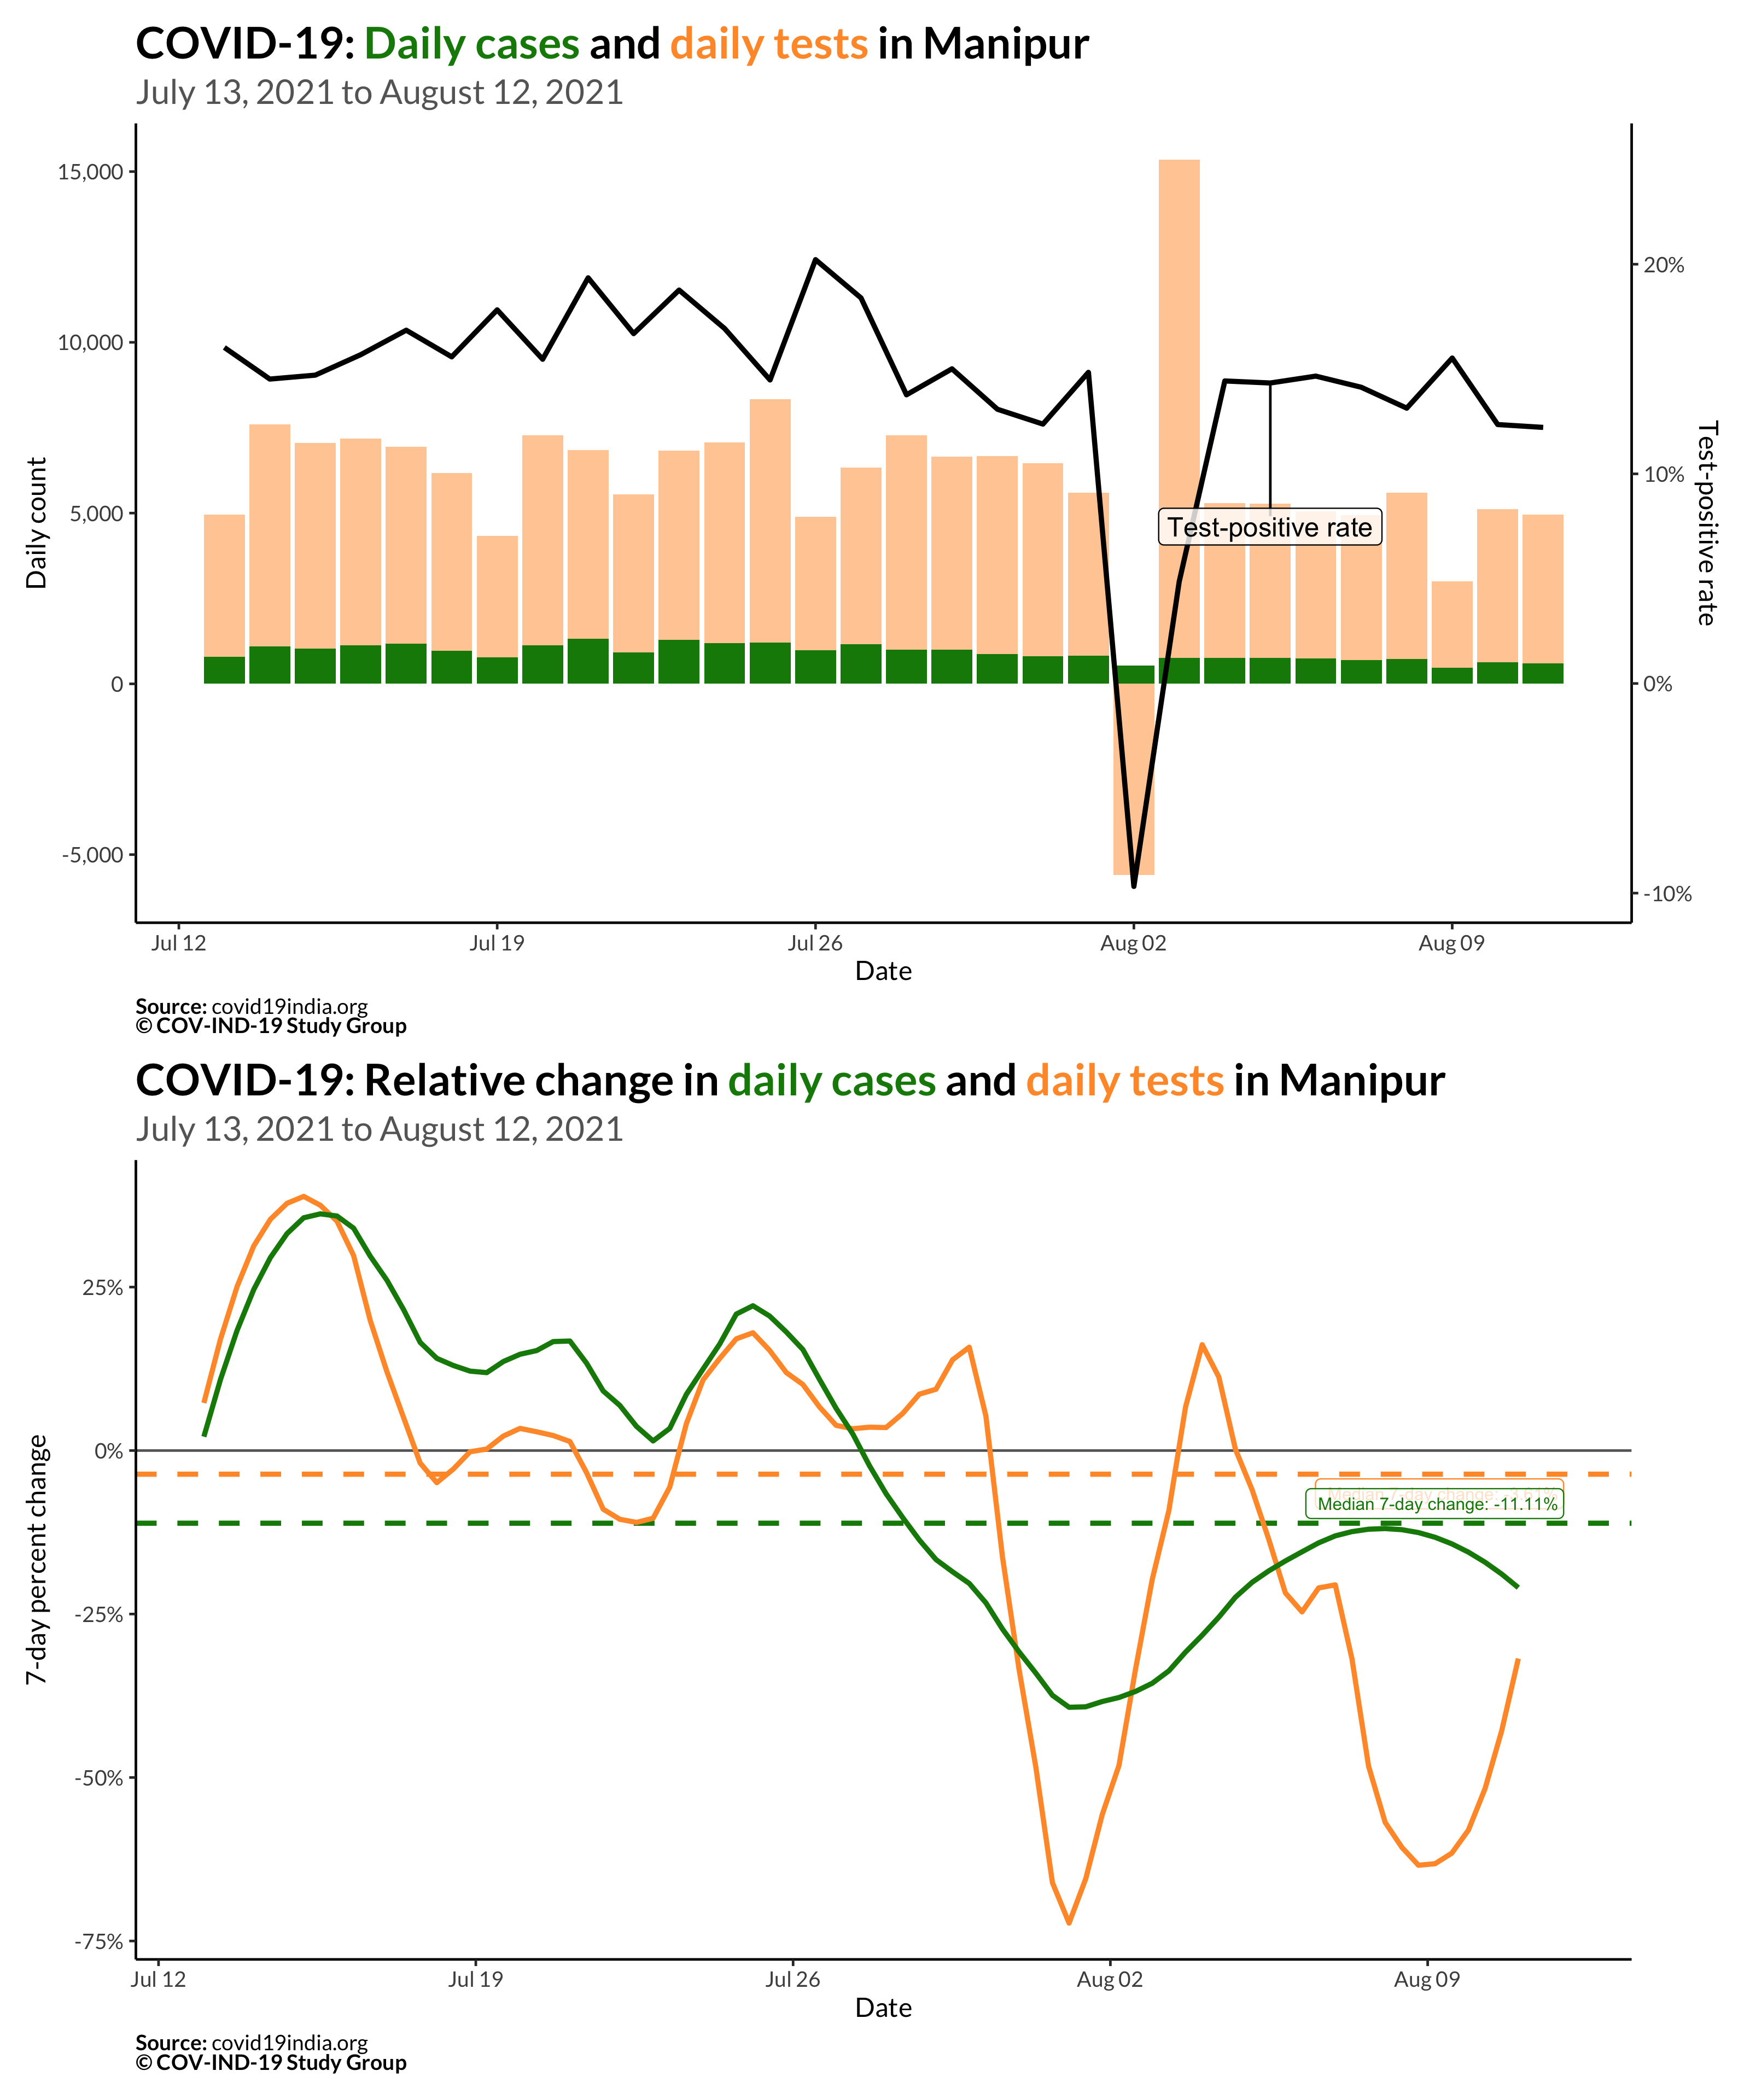 COVID-19: Daily cases and daily tests in Manipur
July 13, 2021 to August 12, 2021
15,000
10,000
5,000
0
-5,000
Daily count
20%
10%
0%
-10%
Test-positive rate
Test-positive rate
Jul 12
Jul 19
Jul 26
Aug 02
Aug 09
Date
Source: covid19india.org
© COV-IND-19 Study Group
COVID-19: Relative change in daily cases and daily tests in Manipur
July 13, 2021 to August 12, 2021
25%
0%
-25%
-50%
-75%
7-day percent change
Median 7-day change:
Median 7-day change: -11.11%
Jul 12
Jul 19
Jul 26
Aug 02
Aug 09
Date
Source: covid19india.org
© COV-IND-19 Study Group